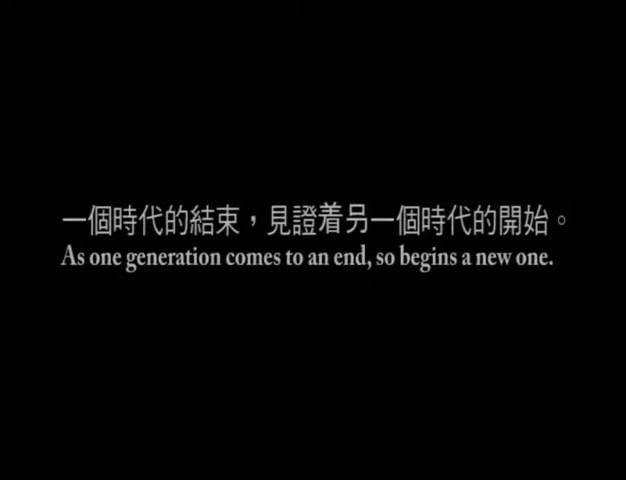 一個時代的結束，見證着另一個時代的開始。
As one generation comes to an end, so begins a new one.